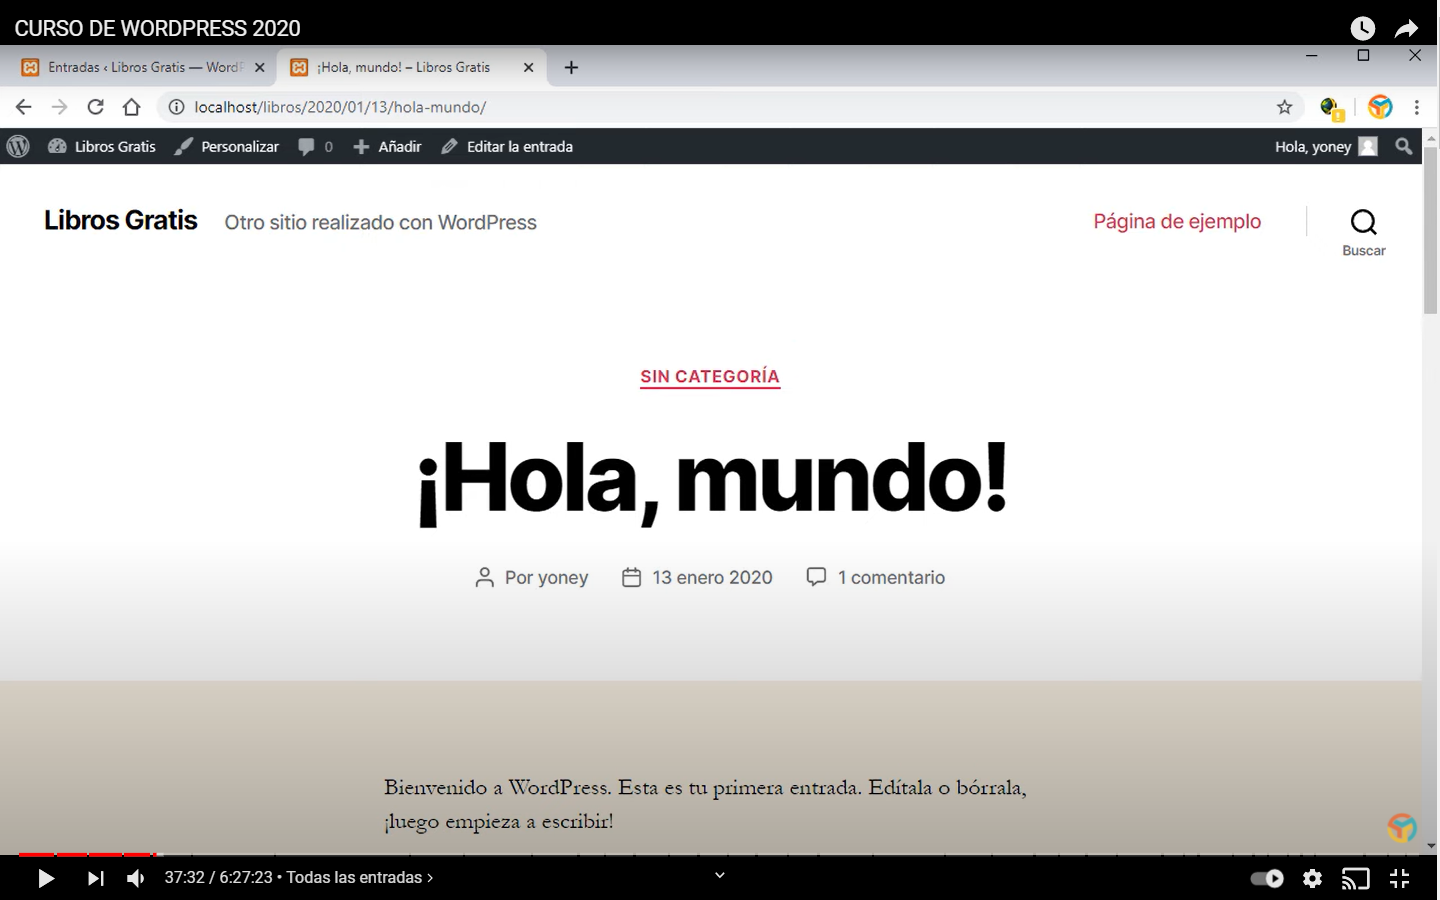 CURSO DE WORDPRESS 2020
Entradas ‹ Libros Gratis — WordP
¡Hola, mundo! – Libros Gratis
localhost/libros/2020/01/13/hola-mundo/
Libros Gratis Personalizar 0 Añadir Editar la entrada Hola, yoney
Libros Gratis Otro sitio realizado con WordPress Página de ejemplo
Buscar
SIN CATEGORÍA
¡Hola, mundo!
Por yoney 13 enero 2020 1 comentario
Bienvenido a WordPress. Esta es tu primera entrada. Edítala o bórrala,
¡luego empieza a escribir!
37:32 / 6:27:23 • Todas las entradas ›